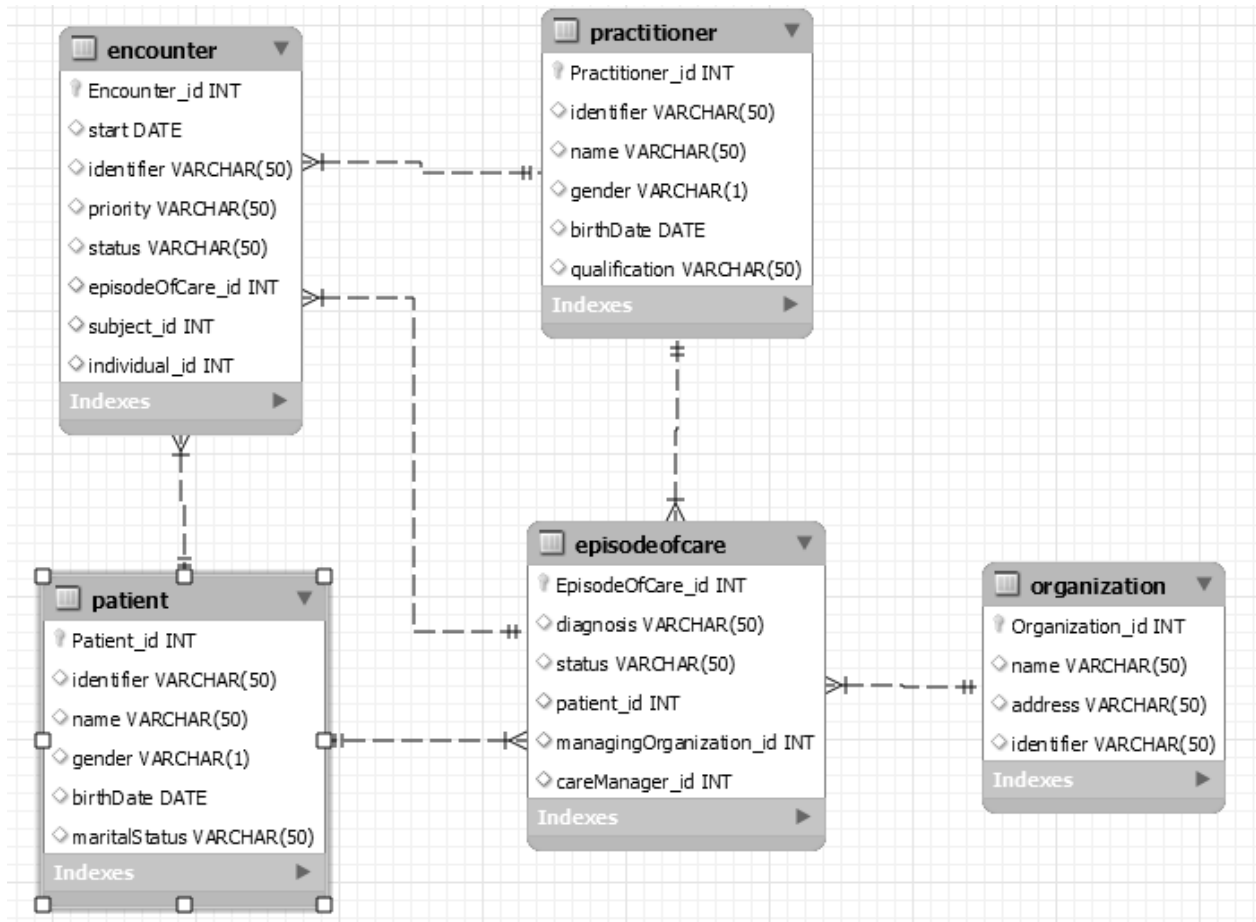 encounter
Encounter_id INT
start DATE
identifier VARCHAR(50)
priority VARCHAR(50)
status VARCHAR(50)
episodeOfCare_id INT
subject_id INT
individual_id INT
Indexes
practitioner
Practitioner_id INT
identifier VARCHAR(50)
name VARCHAR(50)
gender VARCHAR(1)
birthDate DATE
qualification VARCHAR(50)
Indexes
patient
Patient_id INT
identifier VARCHAR(50)
name VARCHAR(50)
gender VARCHAR(1)
birthDate DATE
maritalStatus VARCHAR(50)
Indexes
episodeofcare
EpisodeOfCare_id INT
diagnosis VARCHAR(50)
status VARCHAR(50)
patient_id INT
managingOrganization_id INT
careManager_id INT
Indexes
organization
Organization_id INT
name VARCHAR(50)
address VARCHAR(50)
identifier VARCHAR(50)
Indexes